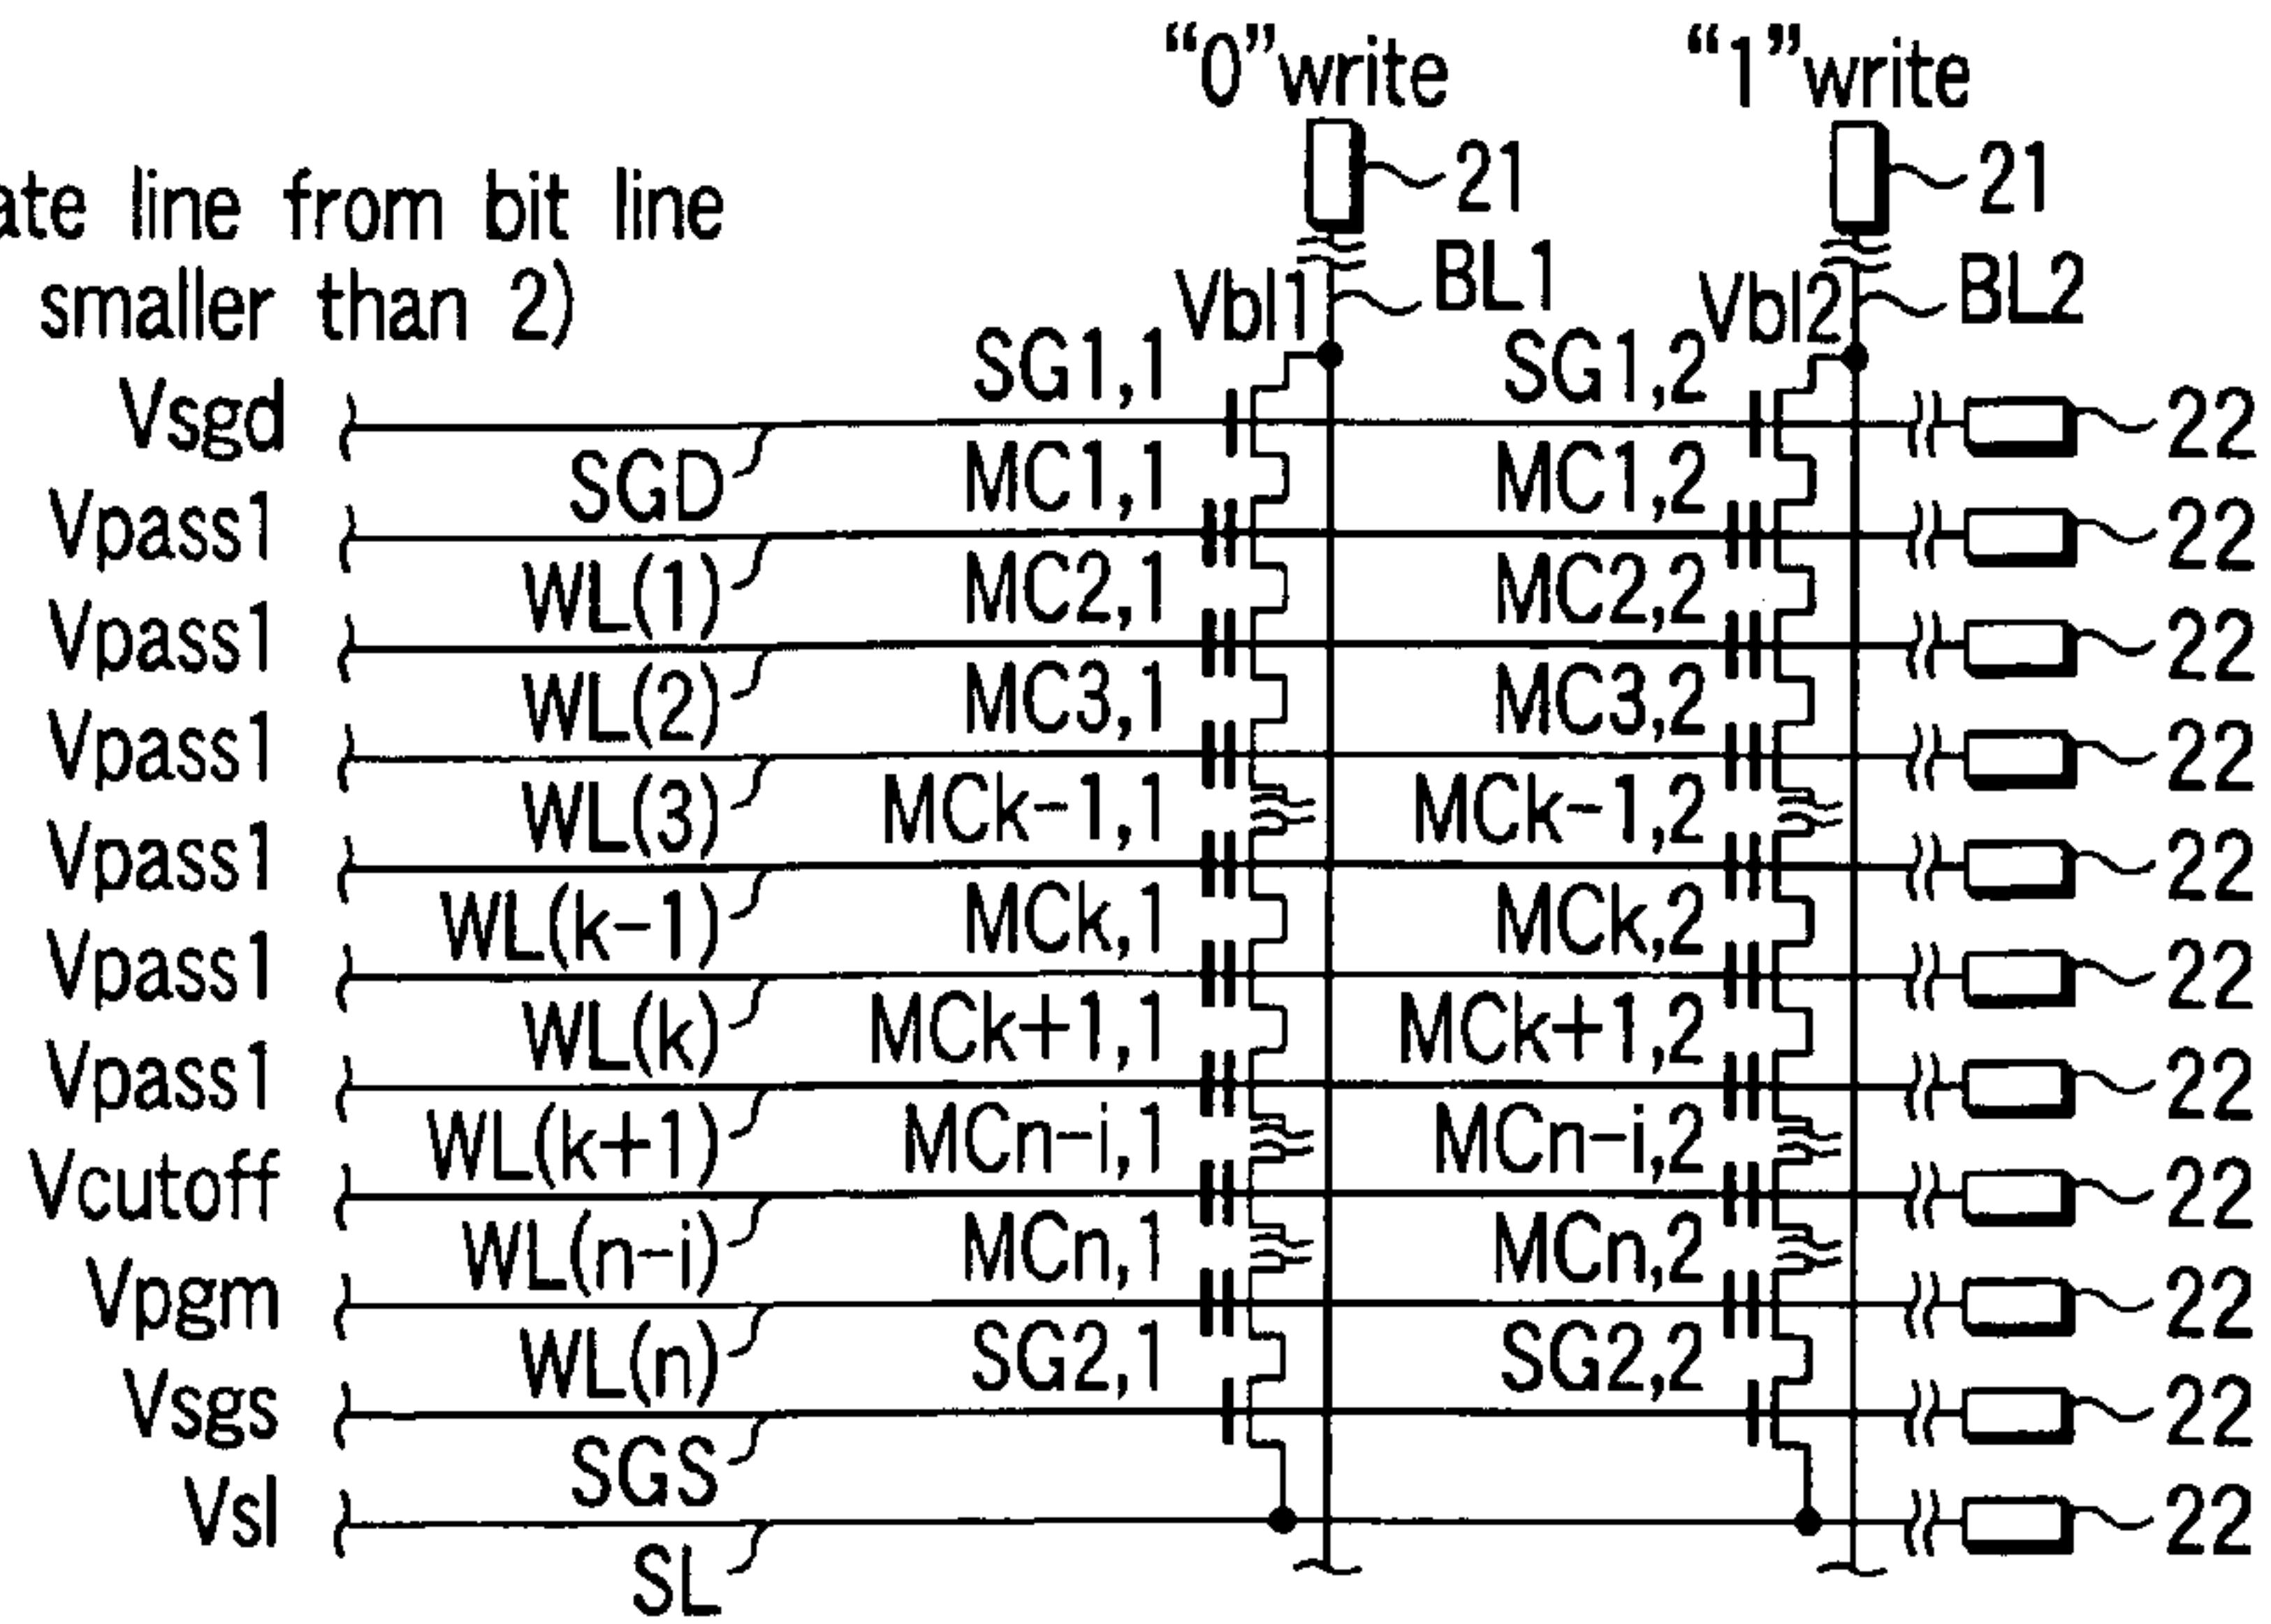 “0”write “1”write
21 21
line from bit line
BL1 BL2
smaller than 2)
Vbl1 Vbl2
SG1,1 SG1,2
Vsgd 22
SGD MC1,1 MC1,2
Vpass1 22
WL(1) MC2,1 MC2,2
Vpass1 22
WL(2) MC3,1 MC3,2
Vpass1 22
WL(3) MCk-1,1 MCk-1,2
Vpass1 22
WL(k-1) MCk,1 MCk,2
Vpass1 22
WL(k) MCk+1,1 MCk+1,2
Vpass1 22
WL(k+1) MCn-i,1 MCn-i,2
Vcutoff 22
WL(n-i) MCn,1 MCn,2
Vpgm 22
WL(n) SG2,1 SG2,2
Vsgs 22
SGS
Vsl 22
SL